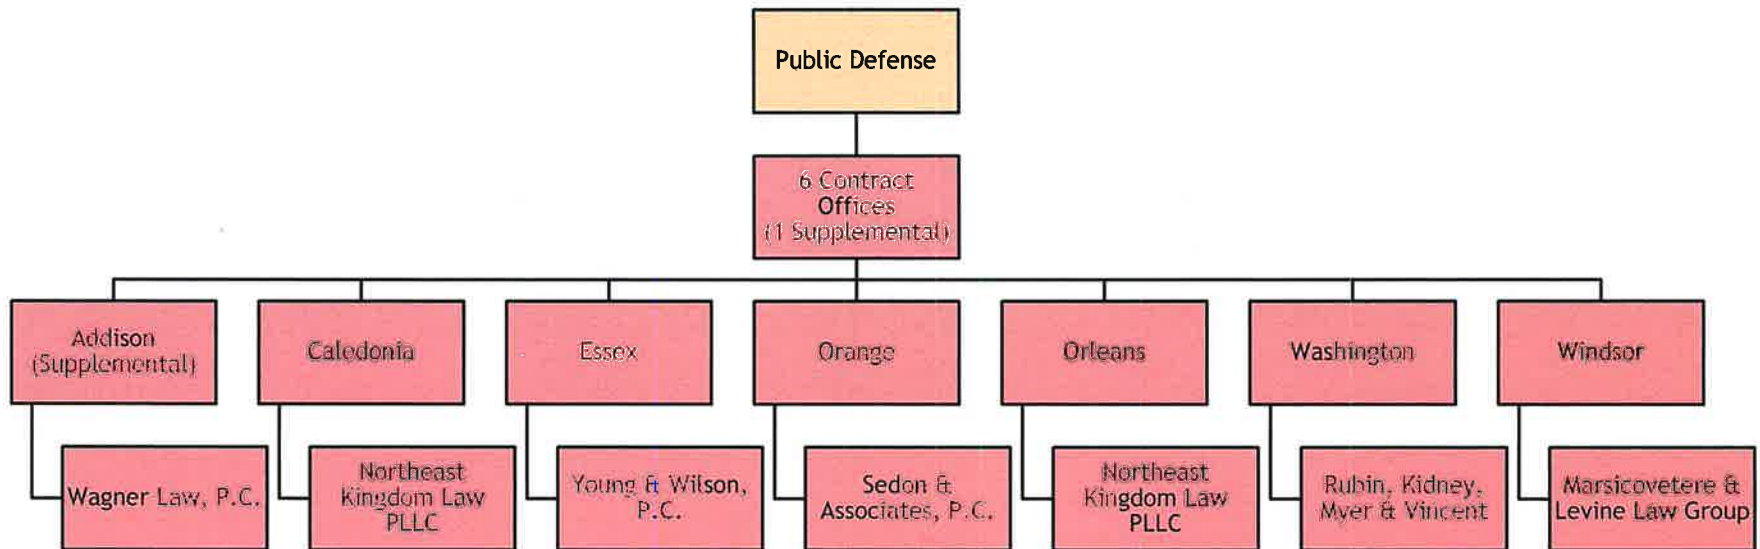 Public Defense
6 Contract
Offices
(1 Supplemental)
Addison
(Supplemental)
Caledonia
Essex
Orange
Orleans
Washington
Windsor
Wagner Law, P.C.
Northeast
Kingdom Law
PLLC
Young & Wilson,
P.C.
Sedon &
Associates, P.C.
Northeast
Kingdom Law
PLLC
Rubin, Kidney,
Myer & Vincent
Marsicovetere &
Levine Law Group